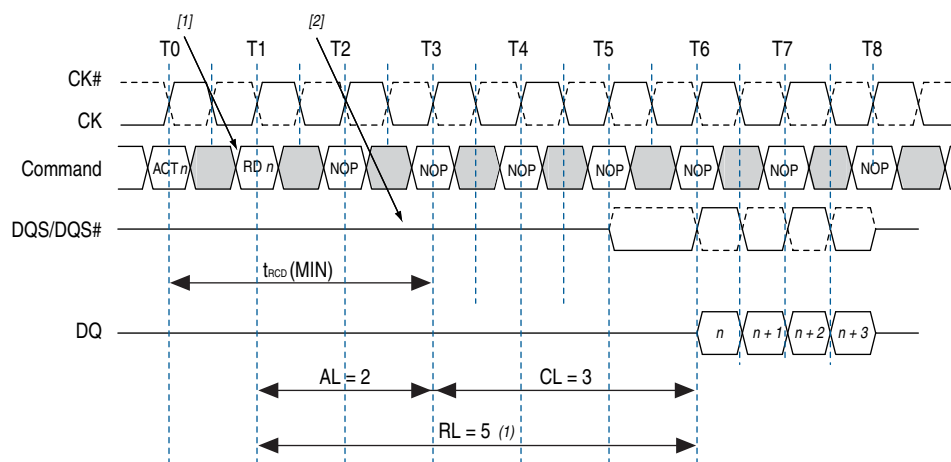 [1] [2]
T0 T1 T2 T3 T4 T5 T6 T7 T8
CK#
CK
Command ACT n RD n NOP NOP NOP NOP NOP NOP NOP
DQS/DQS#
tRCD (MIN)
DQ n n + 1 n + 2 n + 3
AL = 2 CL = 3
RL = 5 (1)